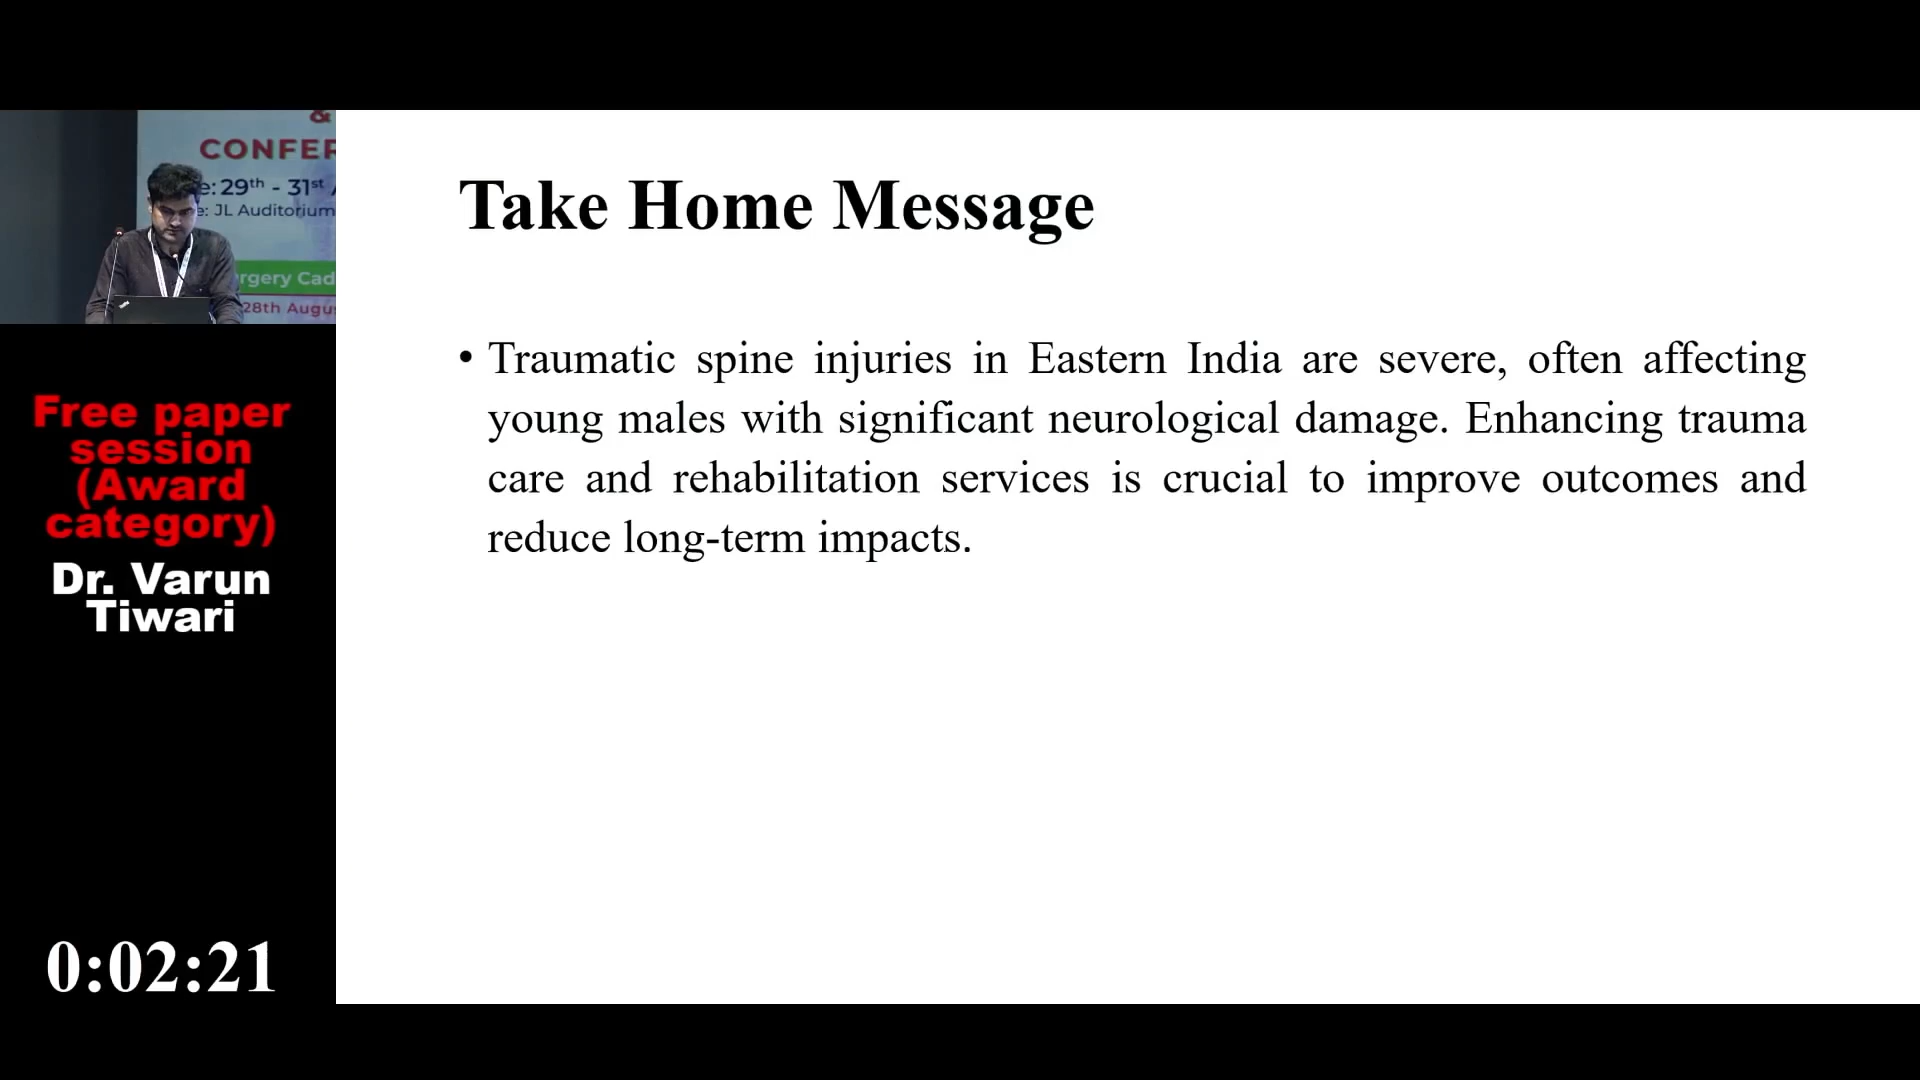 &
CONFER
e: 29th - 31st
e: JL Auditorium
rgery Cad
28th Augu
Free paper
session
(Award
category)
Dr. Varun
Tiwari
0:02:21
Take Home Message
• Traumatic spine injuries in Eastern India are severe, often affecting
young males with significant neurological damage. Enhancing trauma
care and rehabilitation services is crucial to improve outcomes and
reduce long-term impacts.